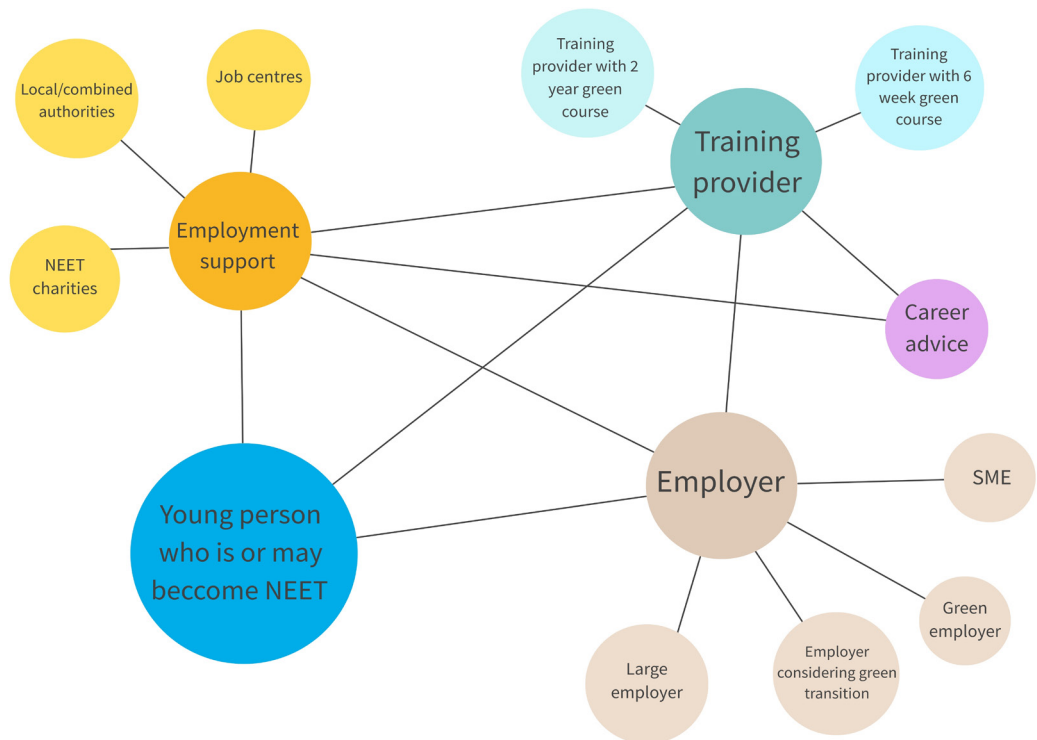 Local/combined
authorities
Job centres
Training
provider with 2
year green
course
Training
provider with 6
week green
course
Training
provider
Employment
support
NEET
charities
Career
advice
Employer
SME
Young person
who is or may
beccome NEET
Green
employer
Large
employer
Employer
considering green
transition